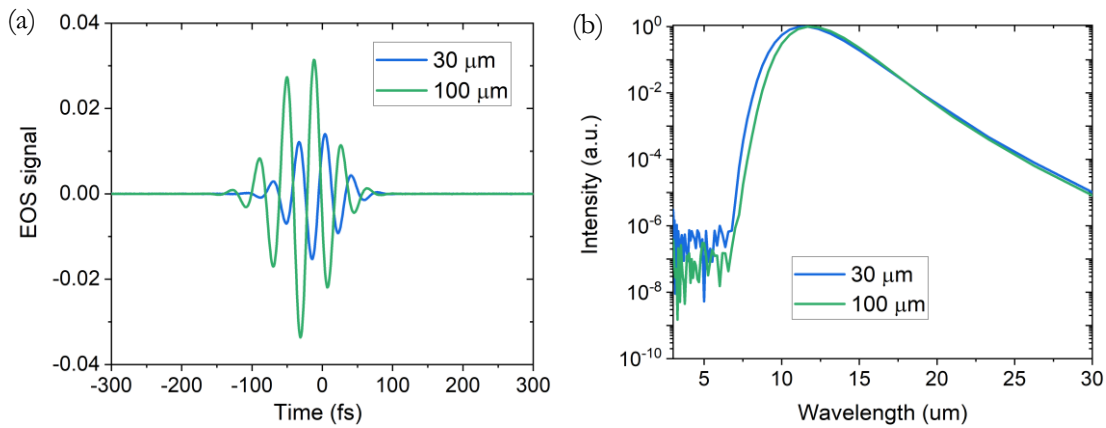 (a)
0.04
0.02
0.00
-0.02
-0.04
EOS signal
30 μm
100 μm
-300 -200 -100 0 100 200 300
Time (fs)
(b)
10⁰
10⁻²
10⁻⁴
10⁻⁶
10⁻⁸
10⁻¹⁰
Intensity (a.u.)
30 μm
100 μm
5 10 15 20 25 30
Wavelength (um)